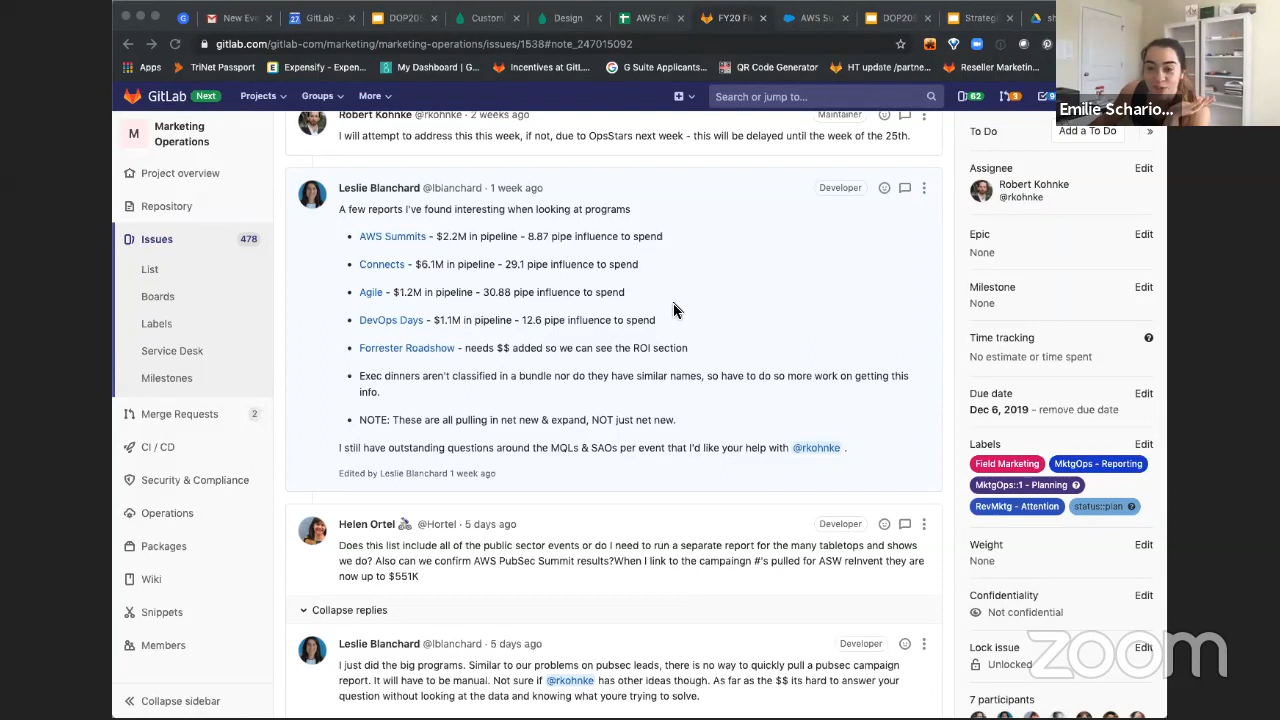 New Eve
GitLab -
DOP208
Custom
Design
AWS re
FY20 Fi
AWS Su
DOP208
Strateg
sh
gitlab.com/gitlab-com/marketing/marketing-operations/issues/1538#note_247015092
Apps
TriNet Passport
Expensify - Expen...
My Dashboard | G...
Incentives at GitL...
G Suite Applicants...
QR Code Generator
HT update /partne...
Reseller Marketin...
Emilie Schario...
GitLab Next
Projects
Groups
More
Search or jump to...
62
3
M
Marketing
Operations
Project overview
Repository
Issues 478
List
Boards
Labels
Service Desk
Milestones
Merge Requests 2
CI / CD
Security & Compliance
Operations
Packages
Wiki
Snippets
Members
Collapse sidebar
Robert Kohnke @rkohnke · 2 weeks ago Maintainer
I will attempt to address this this week, if not, due to OpsStars next week - this will be delayed until the week of the 25th.
Leslie Blanchard @lblanchard · 1 week ago Developer
A few reports I've found interesting when looking at programs
• AWS Summits - $2.2M in pipeline - 8.87 pipe influence to spend
• Connects - $6.1M in pipeline - 29.1 pipe influence to spend
• Agile - $1.2M in pipeline - 30.88 pipe influence to spend
• DevOps Days - $1.1M in pipeline - 12.6 pipe influence to spend
• Forrester Roadshow - needs $$ added so we can see the ROI section
• Exec dinners aren't classified in a bundle nor do they have similar names, so have to do so more work on getting this
info.
• NOTE: These are all pulling in net new & expand, NOT just net new.
I still have outstanding questions around the MQLs & SAOs per event that I'd like your help with @rkohnke .
Edited by Leslie Blanchard 1 week ago
Helen Ortel @Hortel · 5 days ago Developer
Does this list include all of the public sector events or do I need to run a separate report for the many tabletops and shows
we do? Also can we confirm AWS PubSec Summit results?When I link to the campaingn #'s pulled for ASW reInvent they are
now up to $551K
Collapse replies
Leslie Blanchard @lblanchard · 5 days ago Developer
I just did the big programs. Similar to our problems on pubsec leads, there is no way to quickly pull a pubsec campaign
report. It will have to be manual. Not sure if @rkohnke has other ideas though. As far as the $$ its hard to answer your
question without looking at the data and knowing what youre trying to solve.
To Do Add a To Do »
Assignee Edit
Robert Kohnke
@rkohnke
Epic Edit
None
Milestone Edit
None
Time tracking
No estimate or time spent
Due date Edit
Dec 6, 2019 - remove due date
Labels Edit
Field Marketing MktgOps - Reporting
MktgOps::1 - Planning
RevMktg - Attention status::plan
Weight Edit
None
Confidentiality Edit
Not confidential
Lock issue Edit
Unlocked
zoom
7 participants